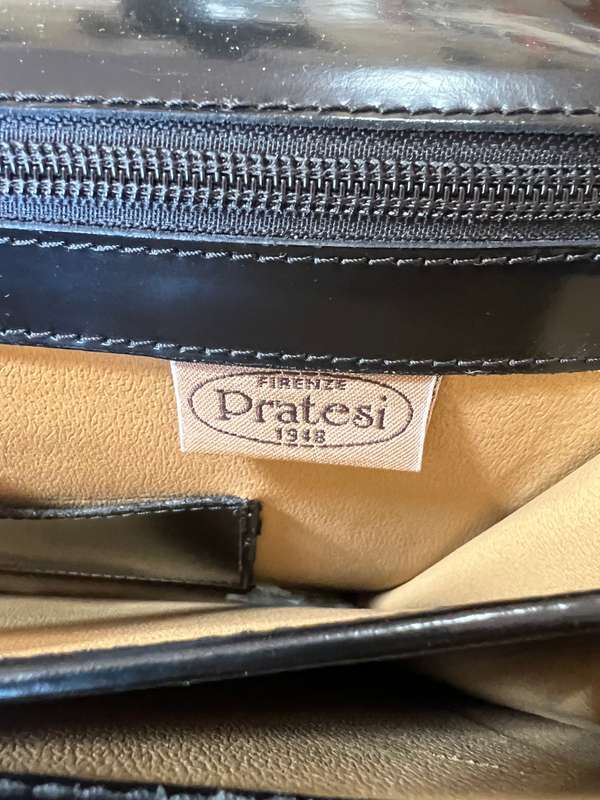 FIRENZE
Pratesi
1948